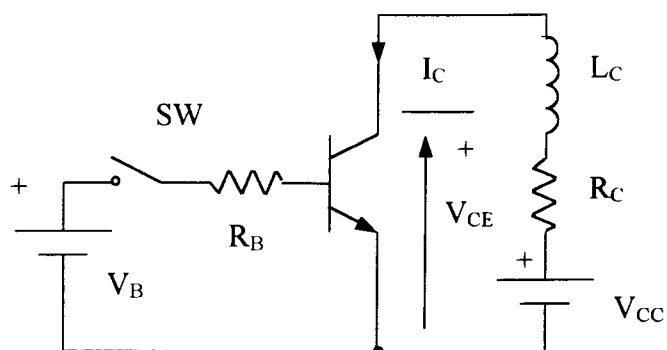 I_C
L_C
SW
+
+
R_C
R_B
V_CE
+
V_B
V_CC